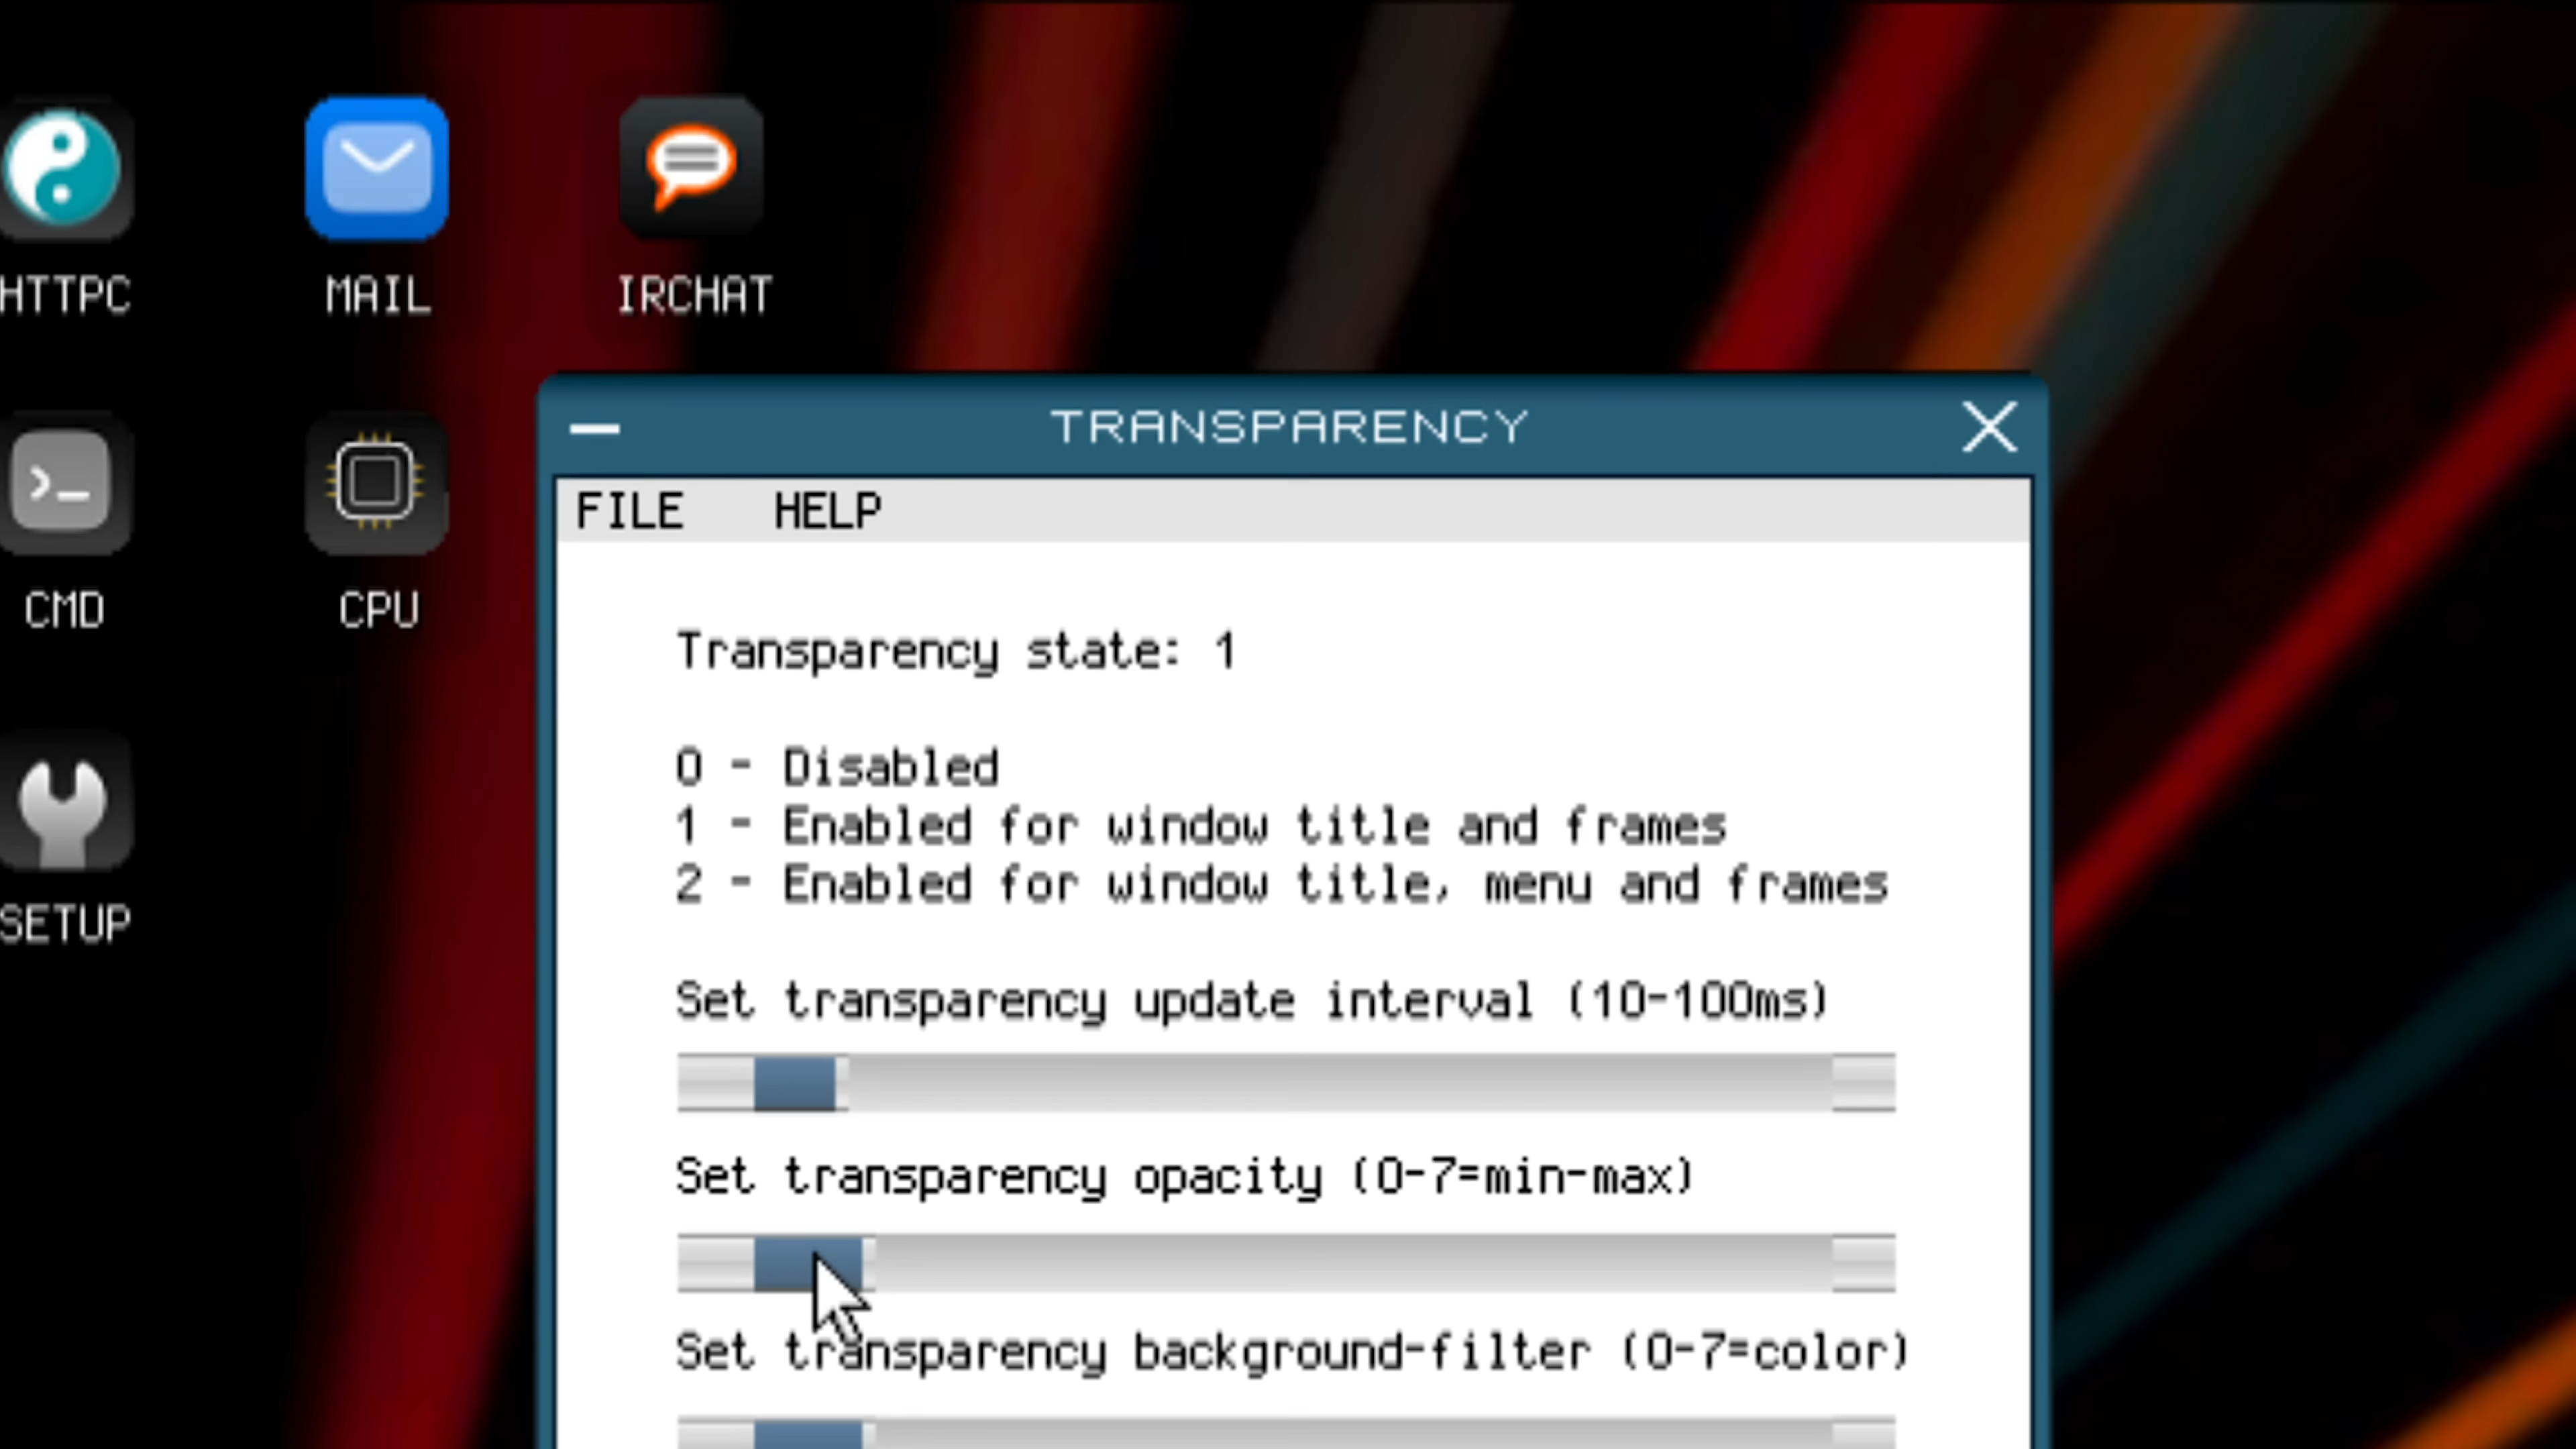 HTTPC
MAIL
IRCHAT
CMD
CPU
SETUP
TRANSPARENCY
FILE HELP
Transparency state: 1
0 - Disabled
1 - Enabled for window title and frames
2 - Enabled for window title, menu and frames
Set transparency update interval (10-100ms)
Set transparency opacity (0-7=min-max)
Set transparency background-filter (0-7=color)